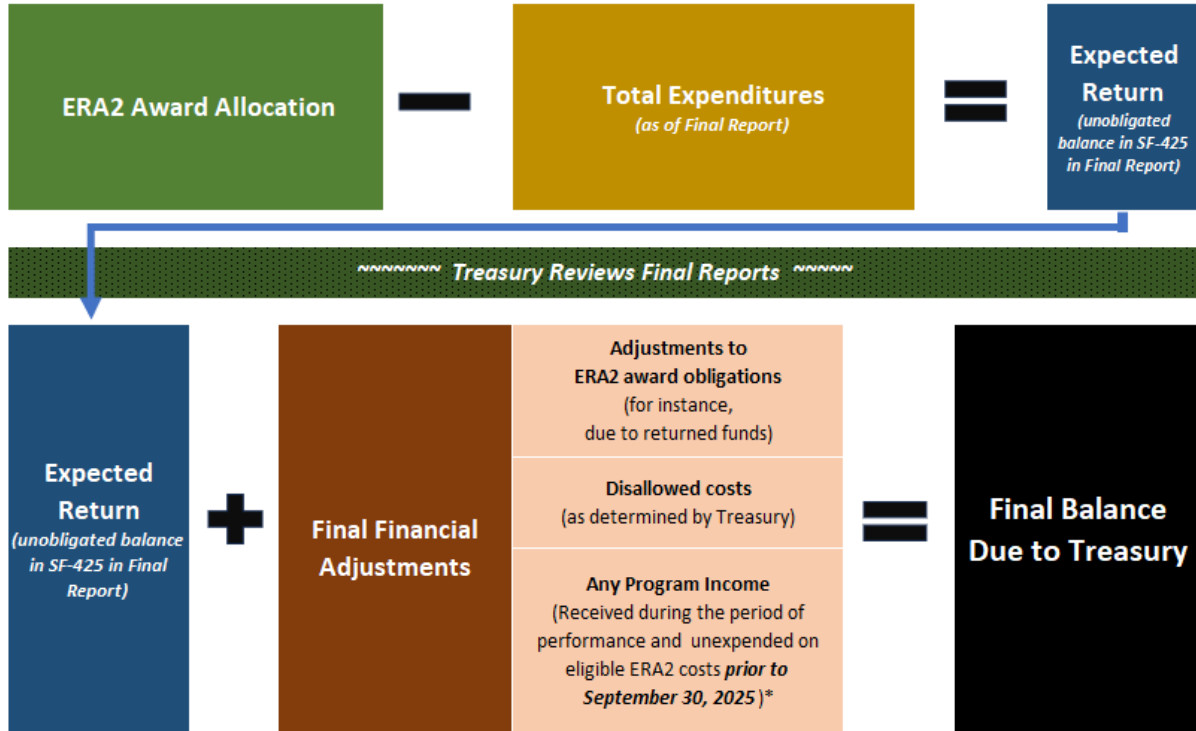 ERA2 Award Allocation
Total Expenditures
(as of Final Report)
Expected
Return
(unobligated
balance in SF-425
in Final Report)
~~~~~~~ Treasury Reviews Final Reports ~~~~~
Expected
Return
(unobligated balance
in SF-425 in Final
Report)
Final Financial
Adjustments
Adjustments to
ERA2 award obligations
(for instance,
due to returned funds)
Disallowed costs
(as determined by Treasury)
Any Program Income
(Received during the period of
performance and unexpended on
eligible ERA2 costs prior to
September 30, 2025)*
Final Balance
Due to Treasury